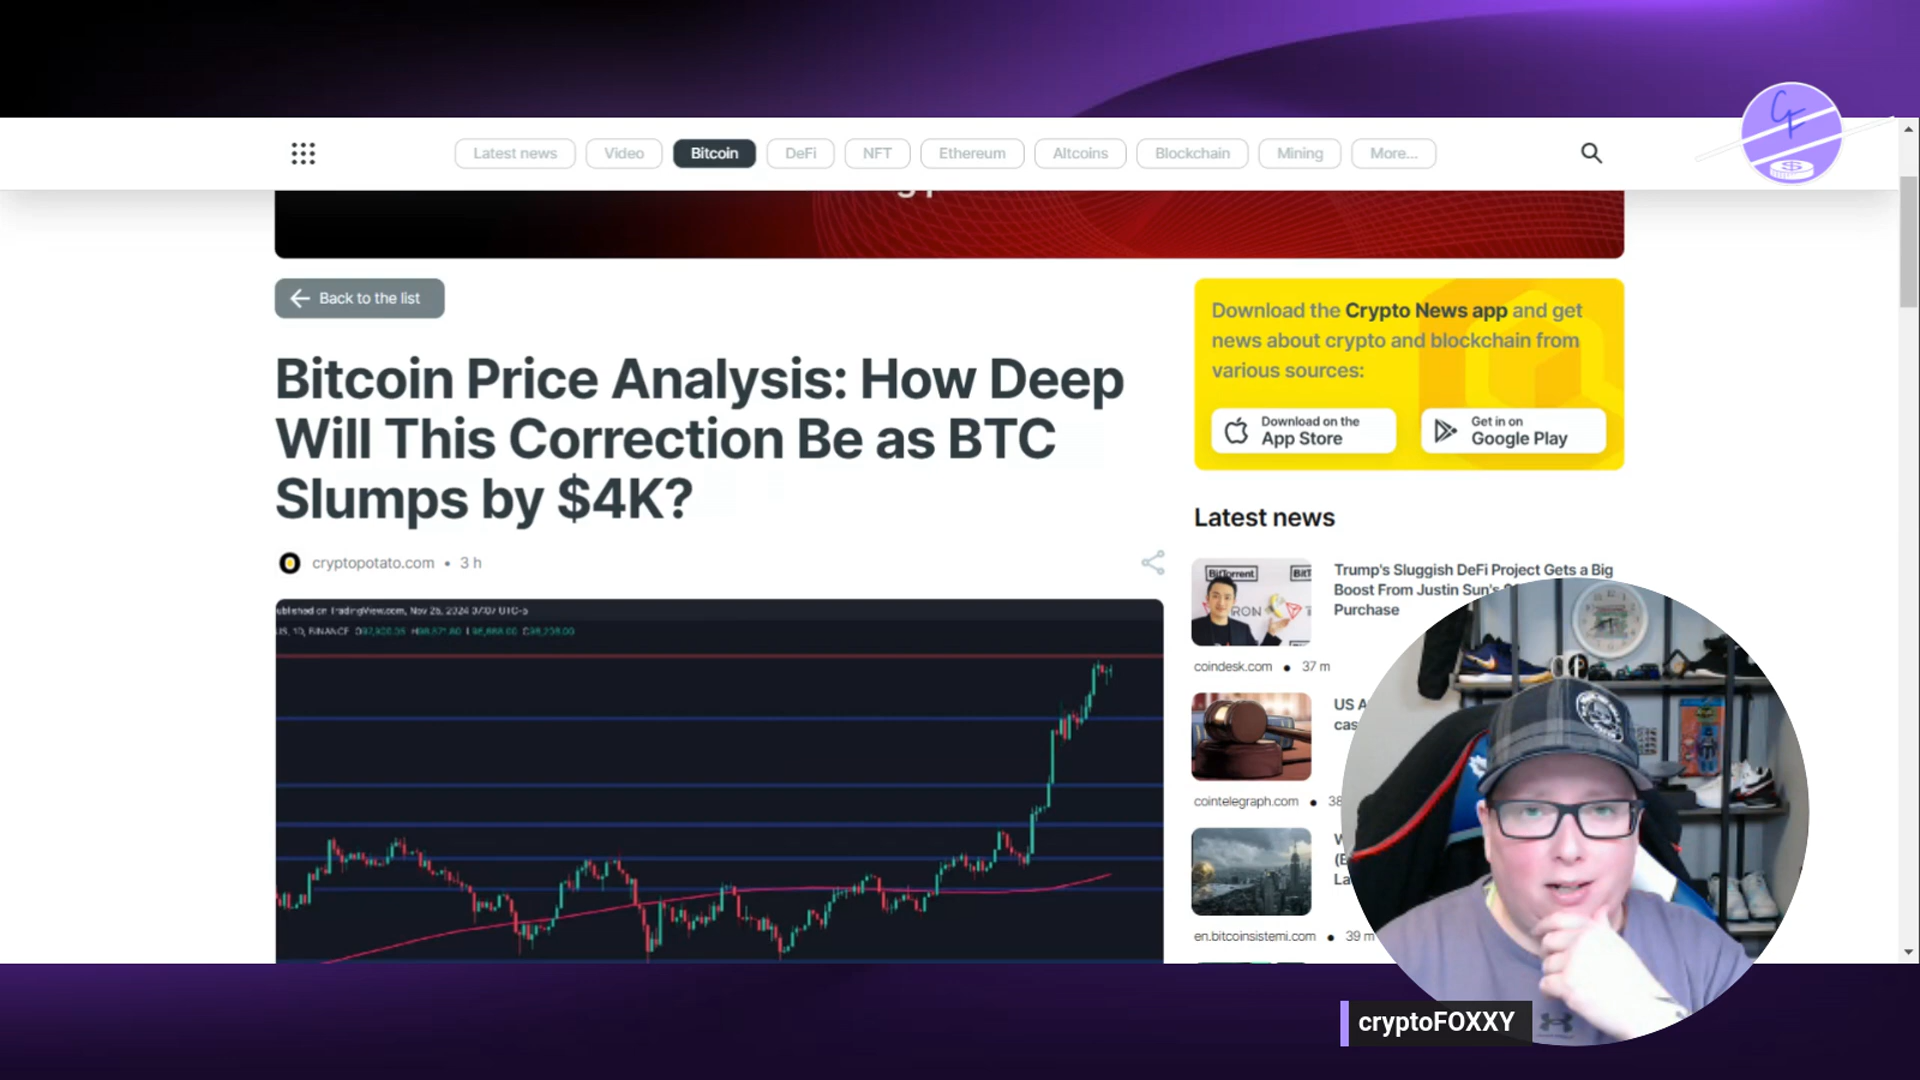 Latest news
Video
Bitcoin
DeFi
NFT
Ethereum
Altcoins
Blockchain
Mining
More...
Back to the list
Bitcoin Price Analysis: How Deep
Will This Correction Be as BTC
Slumps by $4K?
cryptopotato.com • 3 h
Download the Crypto News app and get
news about crypto and blockchain from
various sources:
Download on the
App Store
Get in on
Google Play
Latest news
BitTorrent
RON
Trump's Sluggish DeFi Project Gets a Big
Boost From Justin Sun's
Purchase
coindesk.com • 37 m
US
cointelegraph.com •
en.bitcoinsistemi.com • 39 m
cryptoFOXXY